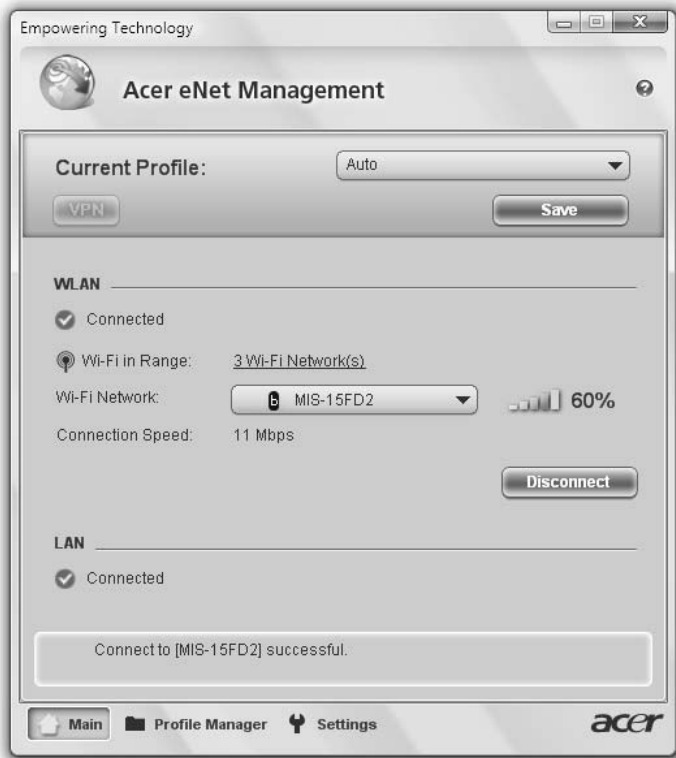 Empowering Technology
Acer eNet Management
Current Profile: Auto
VPN Save
WLAN
Connected
Wi-Fi in Range: 3 Wi-Fi Network(s)
Wi-Fi Network: b MIS-15FD2 60%
Connection Speed: 11 Mbps
Disconnect
LAN
Connected
Connect to [MIS-15FD2] successful.
Main Profile Manager Settings acer